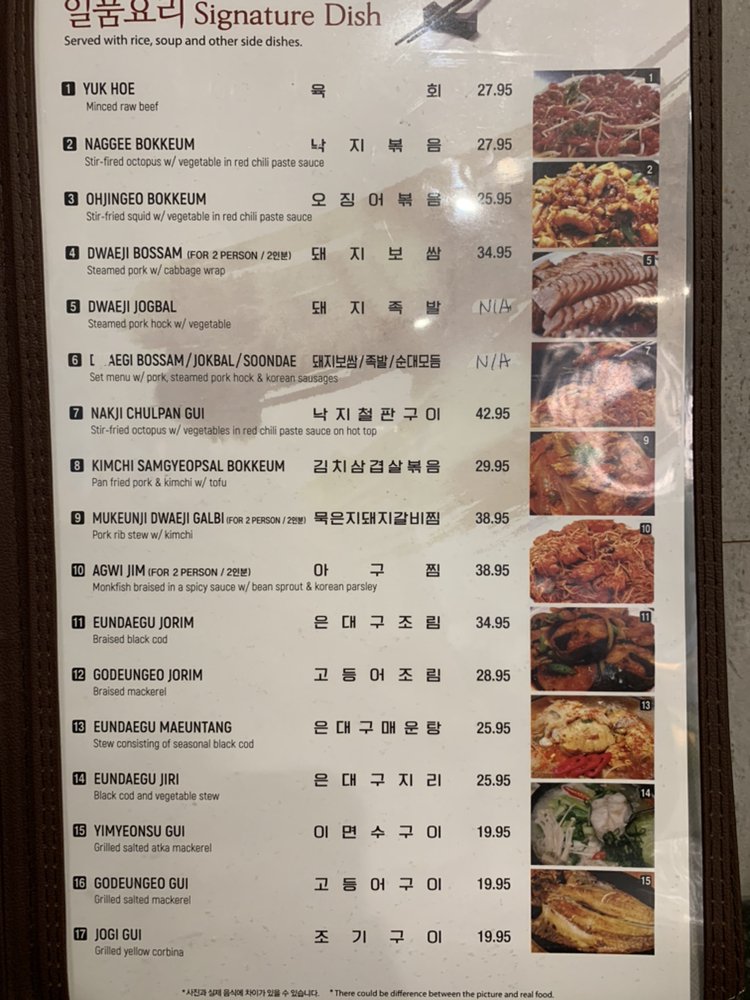 일품요리 Signature Dish
Served with rice, soup and other side dishes.
1 YUK HOE 육 회 27.95
Minced raw beef
2 NAGGEE BOKKEUM 낙 지 볶 음 27.95
Stir-fired octopus w/ vegetable in red chili paste sauce
3 OHJINGEO BOKKEUM 오 징 어 볶 음 25.95
Stir-fried squid w/ vegetable in red chili paste sauce
4 DWAEJI BOSSAM (FOR 2 PERSON / 2인분) 돼 지 보 쌈 34.95
Steamed pork w/ cabbage wrap
5 DWAEJI JOGBAL 돼 지 족 발 N/A
Steamed pork hock w/ vegetable
6 D AEGI BOSSAM/JOKBAL/SOONDAE 돼지보쌈/족발/순대모듬 N/A
Set menu w/ pork, steamed pork hock & korean sausages
7 NAKJI CHULPAN GUI 낙 지 철 판 구 이 42.95
Stir-fried octopus w/ vegetables in red chili paste sauce on hot top
8 KIMCHI SAMGYEOPSAL BOKKEUM 김 치 삼 겹 살 볶 음 29.95
Pan fried pork & kimchi w/ tofu
9 MUKEUNJI DWAEJI GALBI (FOR 2 PERSON / 2인분) 묵은지돼지갈비찜 38.95
Pork rib stew w/ kimchi
10 AGWI JIM (FOR 2 PERSON / 2인분) 아 구 찜 38.95
Monkfish braised in a spicy sauce w/ bean sprout & korean parsley
11 EUNDAEGU JORIM 은 대 구 조 림 34.95
Braised black cod
12 GODEUNGEO JORIM 고 등 어 조 림 28.95
Braised mackerel
13 EUNDAEGU MAEUNTANG 은 대 구 매 운 탕 25.95
Stew consisting of seasonal black cod
14 EUNDAEGU JIRI 은 대 구 지 리 25.95
Black cod and vegetable stew
15 YIMYEONSU GUI 이 면 수 구 이 19.95
Grilled salted atka mackerel
16 GODEUNGEO GUI 고 등 어 구 이 19.95
Grilled salted mackerel
17 JOGI GUI 조 기 구 이 19.95
Grilled yellow corbina
1
2
5
7
9
10
11
13
14
15
*사진과 실제 음식에 차이가 있을 수 있습니다. *There could be difference between the picture and real food.